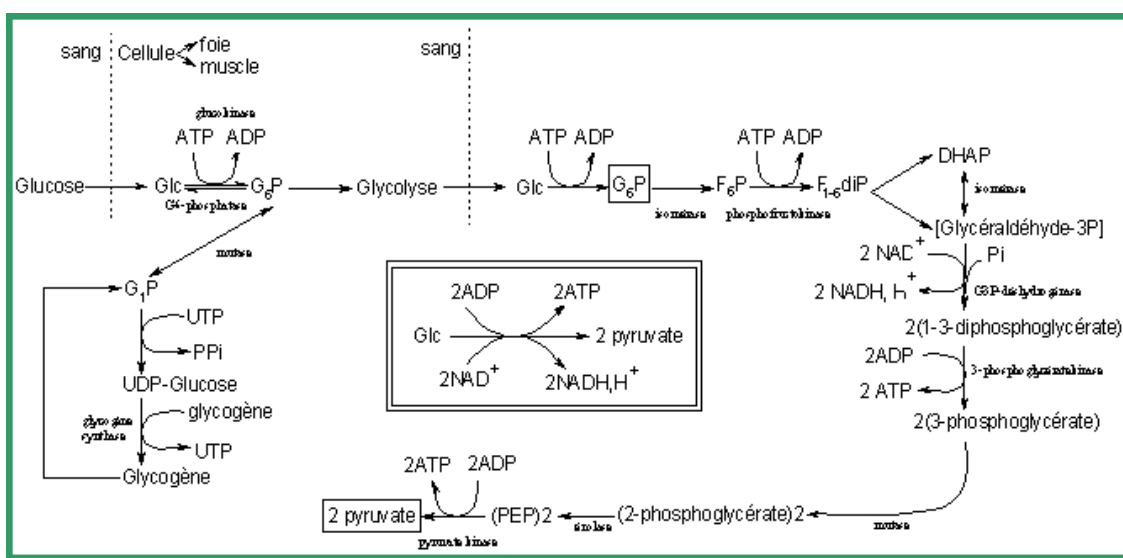 sang
Cellule
foie
muscle
sang
glucokinase
ATP ADP
Glucose
Glc
G6P
G6-phosphatase
Glycolyse
mutase
G1P
UTP
PPi
UDP-Glucose
glycogène
glycogène
synthase
UTP
Glycogène
ATP ADP
Glc
G6P
isomérase
F6P
ATP ADP
phosphofrutokinase
F1-6diP
DHAP
isomérase
[Glycéraldéhyde-3P]
2 NAD+
Pi
2 NADH, h+
G3P-déshydrogénase
2(1-3-diphosphoglycérate)
2ADP
2 ATP
2(3-phosphoglycérate)
mutase
(2-phosphoglycérate)2
énolase
(PEP)2
2ATP 2ADP
pyruvate kinase
2 pyruvate
2ADP 2ATP
Glc
2 pyruvate
2NAD+
2NADH,H+